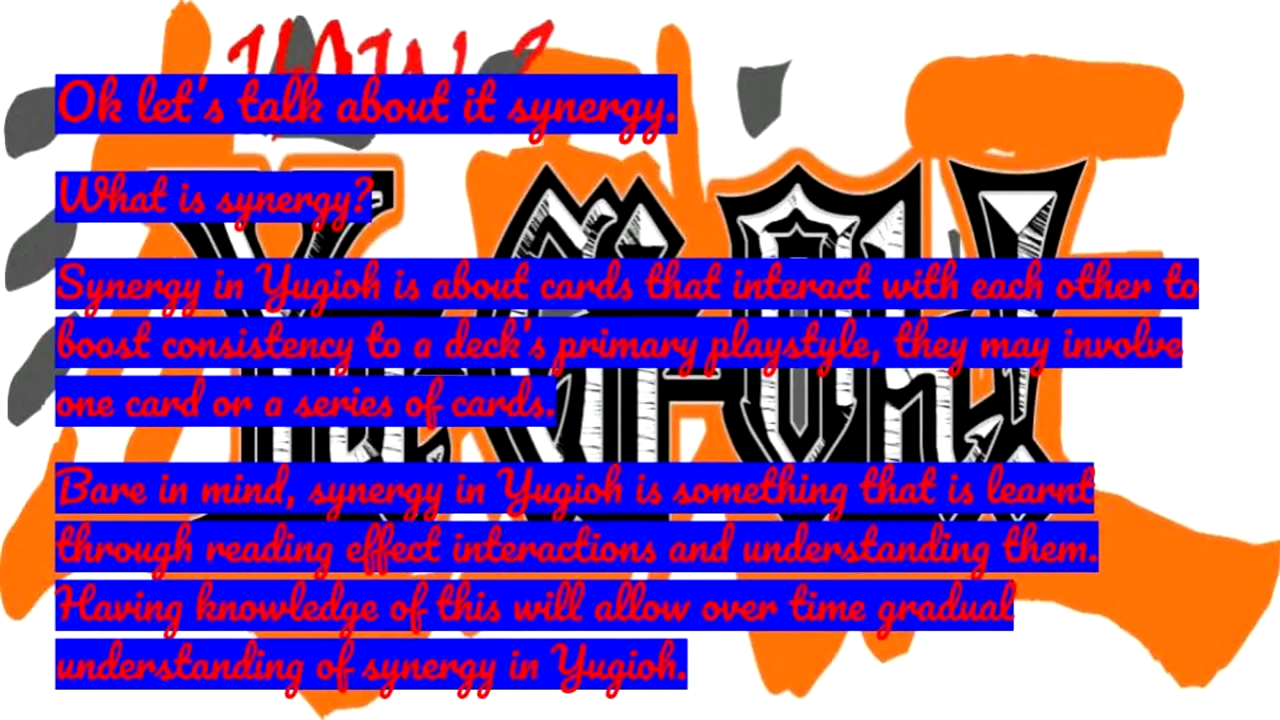 Ok let's talk about it synergy.
What is synergy?
Synergy in Yugioh is about cards that interact with each other to
boost consistency to a deck's primary playstyle, they may involve
one card or a series of cards.
Bare in mind, synergy in Yugioh is something that is learnt
through reading effect interactions and understanding them.
Having knowledge of this will allow over time gradual
understanding of synergy in Yugioh.